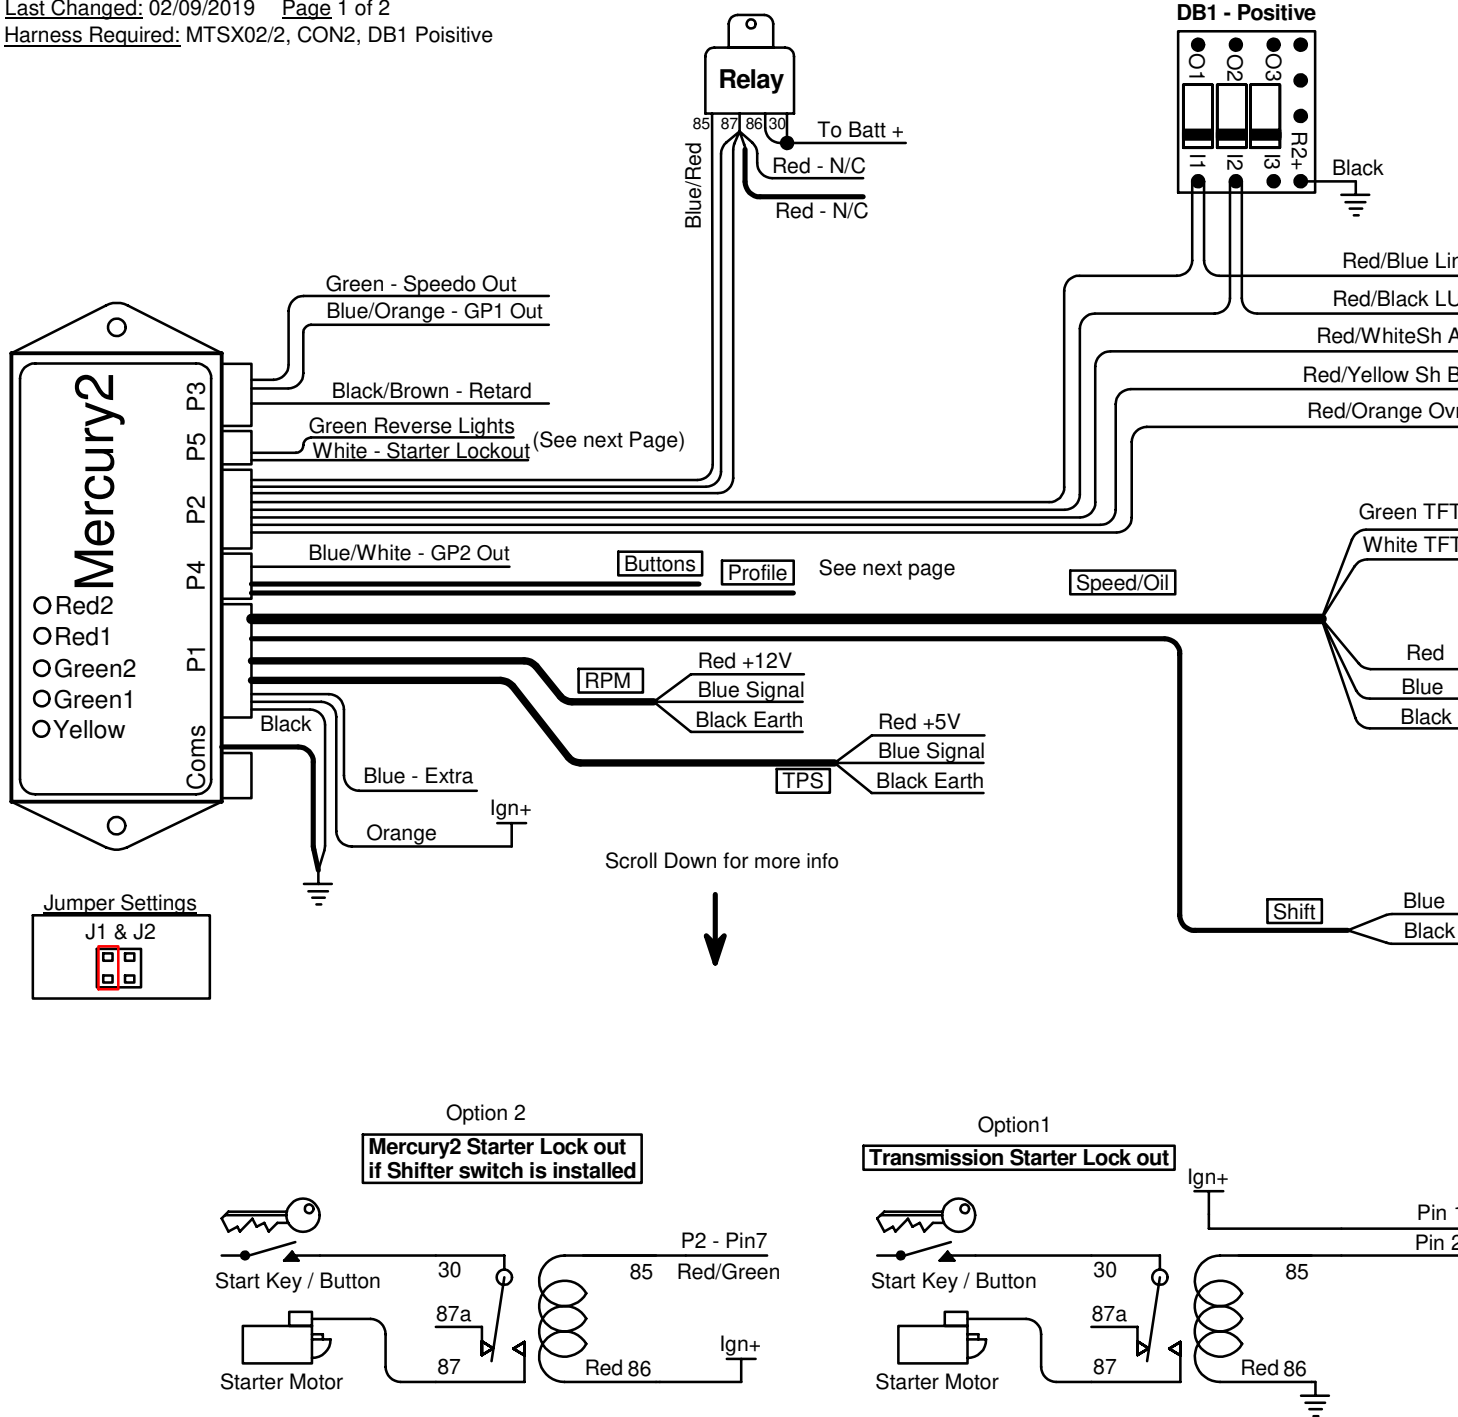 Last Changed: 02/09/2019 Page 1 of 2
Harness Required: MTSX02/2, CON2, DB1 Poisitive
Relay
85 87 86 30
To Batt +
Blue/Red
Red - N/C
Red - N/C
DB1 - Positive
O1 O2 O3
I1 I2 I3 R2+
Black
Red/Blue Lin
Red/Black LU
Red/WhiteSh A
Red/Yellow Sh B
Red/Orange Ovr
Green - Speedo Out
Blue/Orange - GP1 Out
Black/Brown - Retard
Green Reverse Lights
White - Starter Lockout
(See next Page)
Mercury2
P3
P5
P2
P4
P1
Coms
Red2
Red1
Green2
Green1
Yellow
Blue/White - GP2 Out
Buttons
Profile
See next page
Speed/Oil
Green TFT
White TFT
Red
Blue
Black
RPM
Red +12V
Blue Signal
Black Earth
TPS
Red +5V
Blue Signal
Black Earth
Black
Blue - Extra
Ign+
Orange
Scroll Down for more info
Shift
Blue
Black
Jumper Settings
J1 & J2
Option 2
Mercury2 Starter Lock out
if Shifter switch is installed
Start Key / Button
30
87a
87
Starter Motor
P2 - Pin7
85 Red/Green
Ign+
Red 86
Option1
Transmission Starter Lock out
Ign+
Pin 1
Pin 2
Start Key / Button
30
87a
87
Starter Motor
85
Red 86